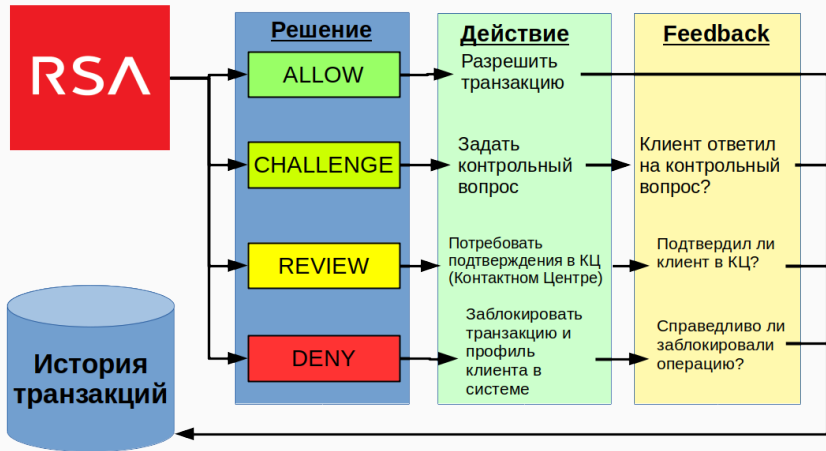 RSA
Решение
Действие
Feedback
ALLOW
Разрешить
транзакцию
CHALLENGE
Задать
контрольный
вопрос
Клиент ответил
на контрольный
вопрос?
REVIEW
Потребовать
подтверждения в КЦ
(Контактном Центре)
Подтвердил ли
клиент в КЦ?
DENY
Заблокировать
транзакцию и
профиль
клиента в
системе
Справедливо ли
заблокировали
операцию?
История
транзакций